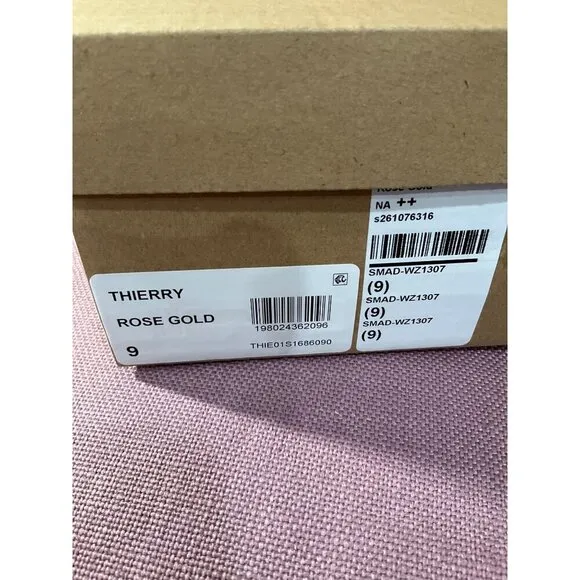 THIERRY
ROSE GOLD
198024362096
9
THIE01S1686090
Rose Gold
NA ++
s261076316
SMAD-WZ1307
(9)
SMAD-WZ1307
(9)
SMAD-WZ1307
(9)